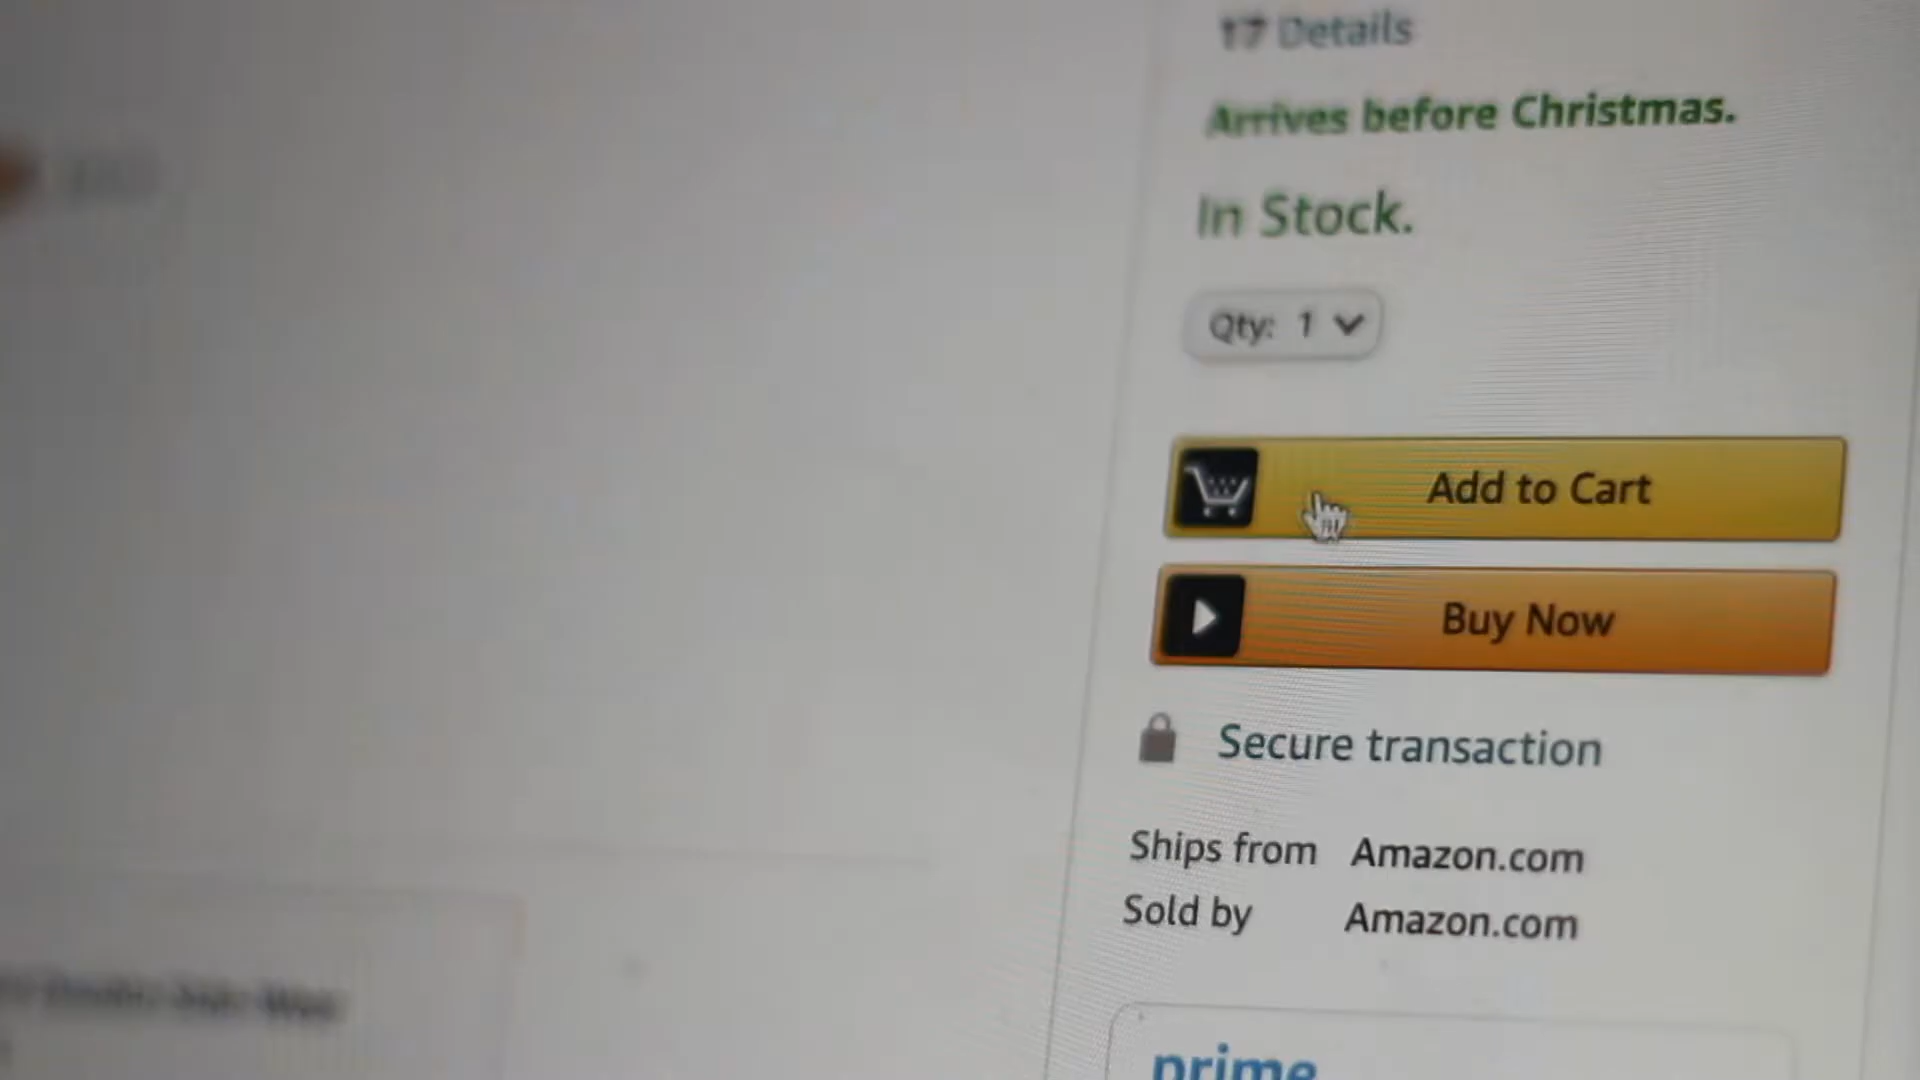 17 Details
Arrives before Christmas.
In Stock.
Qty: 1
Add to Cart
Buy Now
Secure transaction
Ships from Amazon.com
Sold by Amazon.com
prime